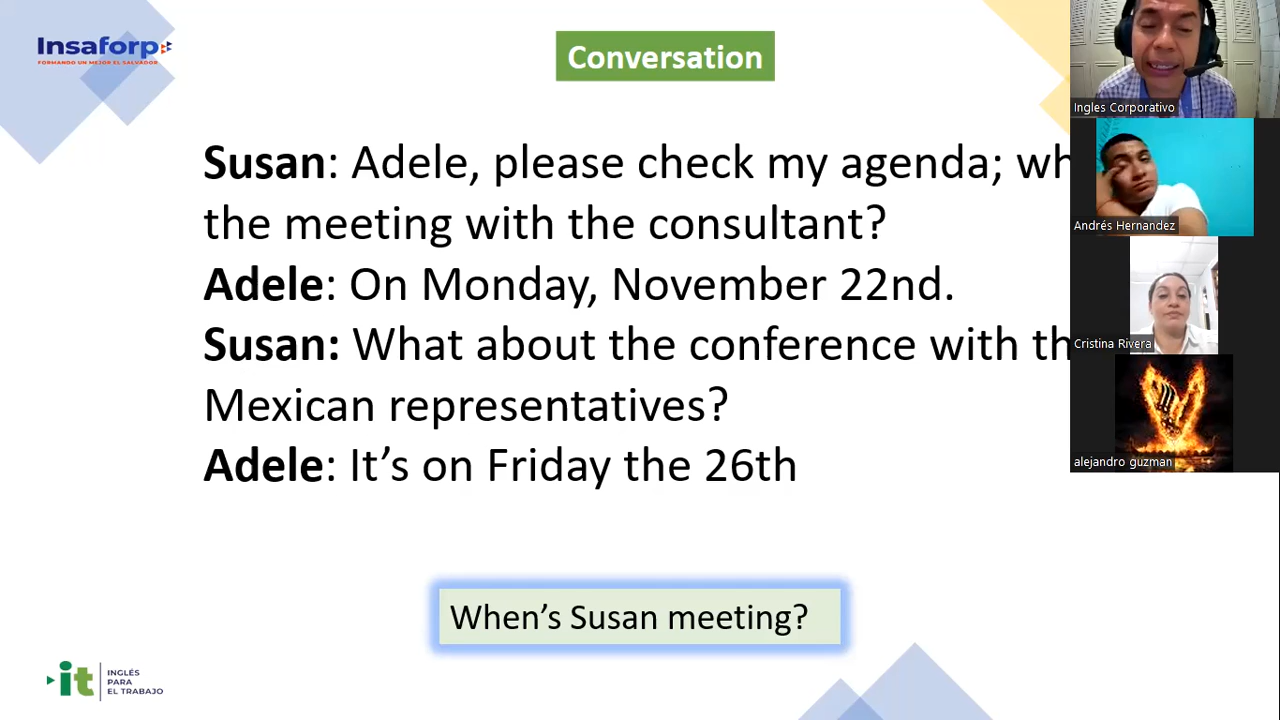 Insaforp
FORMANDO UN MEJOR EL SALVADOR
Conversation
Susan: Adele, please check my agenda;
the meeting with the consultant?
Adele: On Monday, November 22nd.
Susan: What about the conference with
Mexican representatives?
Adele: It’s on Friday the 26th
When’s Susan meeting?
it
INGLÉS
PARA
EL TRABAJO
Ingles Corporativo
Andrés Hernandez
Cristina Rivera
alejandro guzman